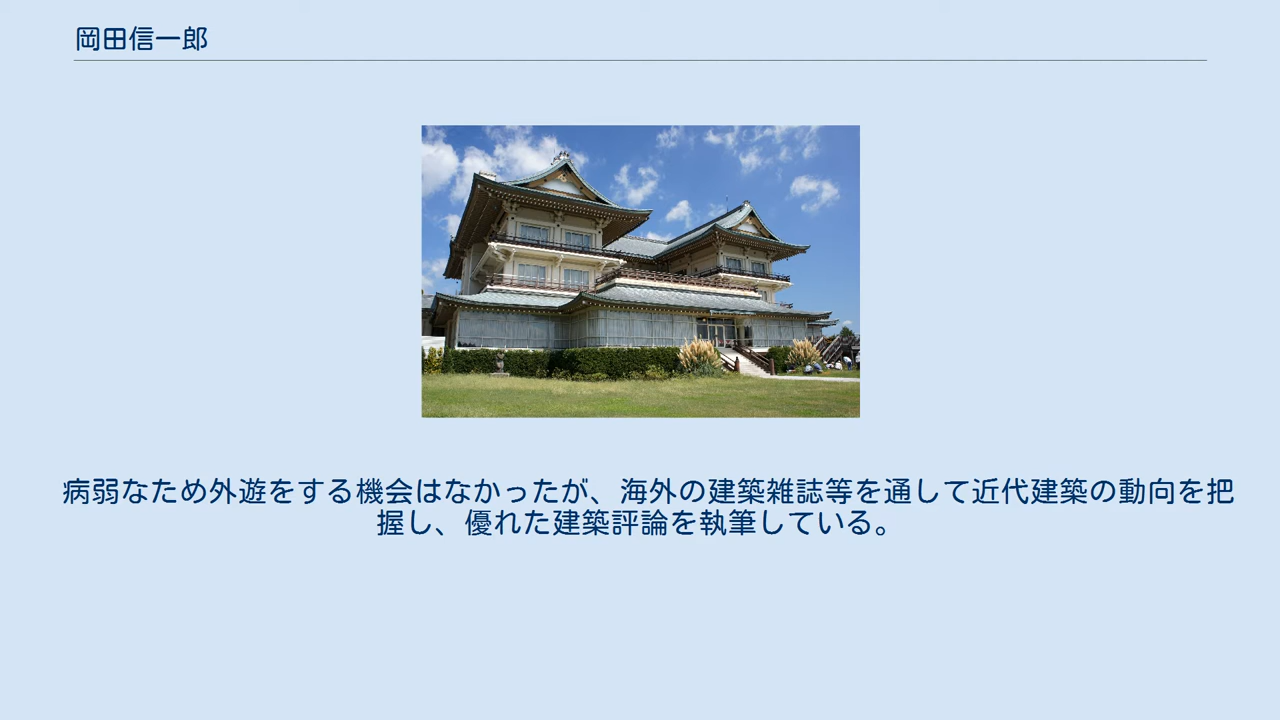 岡田信一郎
病弱なため外遊をする機会はなかったが、海外の建築雑誌等を通して近代建築の動向を把
握し、優れた建築評論を執筆している。